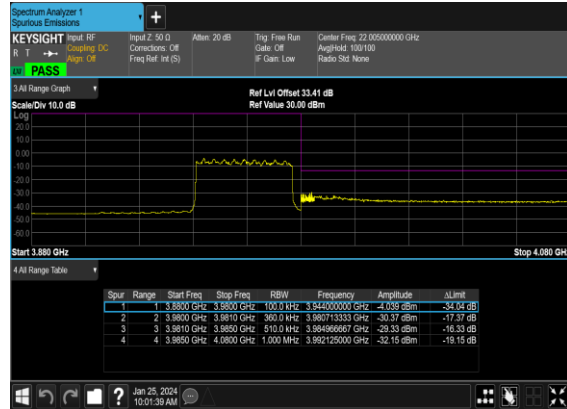 Spectrum Analyzer 1
Spurious Emissions
+
KEYSIGHT Input: RF Input Z: 50 Ω Atten: 20 dB Trig: Free Run Center Freq: 22.005000000 GHz
R T Coupling: DC Corrections: Off Gate: Off Avg|Hold: 100/100
Align: Off Freq Ref: Int (S) IF Gain: Low Radio Std: None
PASS
3 All Range Graph
Ref Lvl Offset 33.41 dB
Scale/Div 10.0 dB Ref Value 30.00 dBm
Log
20.0
10.0
0.00
-10.0
-20.0
-30.0
-40.0
-50.0
-60.0
Start 3.880 GHz Stop 4.080 GH
4 All Range Table
Spur Range Start Freq Stop Freq RBW Frequency Amplitude ΔLimit
1 1 3.8800 GHz 3.9800 GHz 100.0 kHz 3.944000000 GHz -4.039 dBm -34.04 dB
2 2 3.9800 GHz 3.9810 GHz 360.0 kHz 3.980713333 GHz -30.37 dBm -17.37 dB
3 3 3.9810 GHz 3.9850 GHz 510.0 kHz 3.984966667 GHz -29.33 dBm -16.33 dB
4 4 3.9850 GHz 4.0800 GHz 1.000 MHz 3.992125000 GHz -32.15 dBm -19.15 dB
? Jan 25, 2024
10:01:39 AM